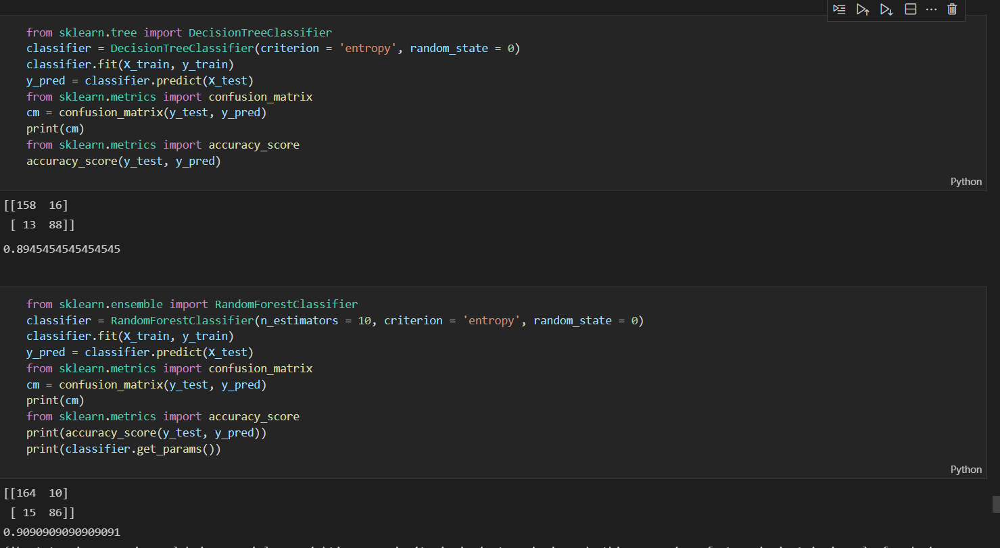 from sklearn.tree import DecisionTreeClassifier
classifier = DecisionTreeClassifier(criterion = 'entropy', random_state = 0)
classifier.fit(X_train, y_train)
y_pred = classifier.predict(X_test)
from sklearn.metrics import confusion_matrix
cm = confusion_matrix(y_test, y_pred)
print(cm)
from sklearn.metrics import accuracy_score
accuracy_score(y_test, y_pred)
Python
[[158  16]
 [ 13  88]]
0.8945454545454545
from sklearn.ensemble import RandomForestClassifier
classifier = RandomForestClassifier(n_estimators = 10, criterion = 'entropy', random_state = 0)
classifier.fit(X_train, y_train)
y_pred = classifier.predict(X_test)
from sklearn.metrics import confusion_matrix
cm = confusion_matrix(y_test, y_pred)
print(cm)
from sklearn.metrics import accuracy_score
print(accuracy_score(y_test, y_pred))
print(classifier.get_params())
Python
[[164  10]
 [ 15  86]]
0.9090909090909091